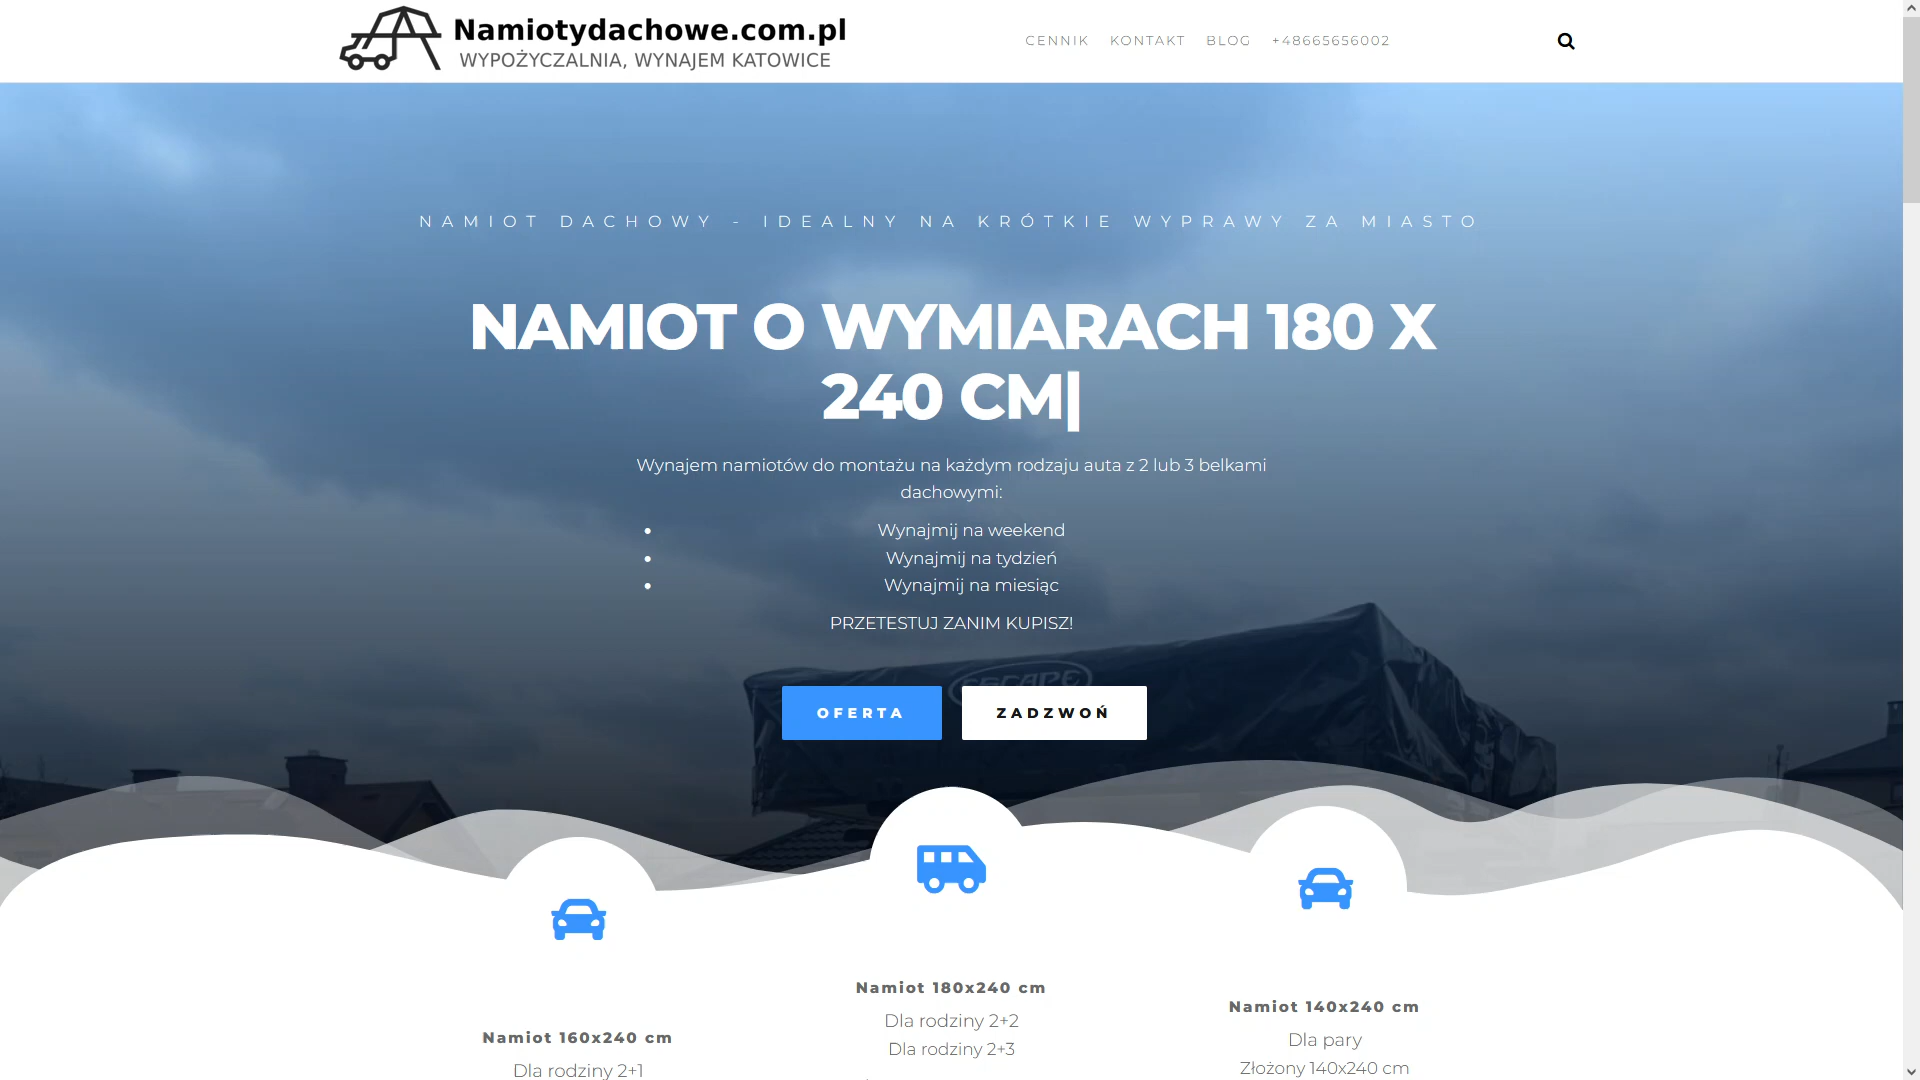 Namiotydachowe.com.pl
WYPOŻYCZALNIA, WYNAJEM KATOWICE
CENNIK KONTAKT BLOG +48665656002
NAMIOT DACHOWY - IDEALNY NA KRÓTKIE WYPRAWY ZA MIASTO
NAMIOT O WYMIARACH 180 X
240 CM|
Wynajem namiotów do montażu na każdym rodzaju auta z 2 lub 3 belkami
dachowymi:
• Wynajmij na weekend
• Wynajmij na tydzień
• Wynajmij na miesiąc
PRZETESTUJ ZANIM KUPISZ!
ESCAPE
OFERTA ZADZWOŃ
Namiot 160x240 cm
Dla rodziny 2+1
Namiot 180x240 cm
Dla rodziny 2+2
Dla rodziny 2+3
Namiot 140x240 cm
Dla pary
Złożony 140x240 cm